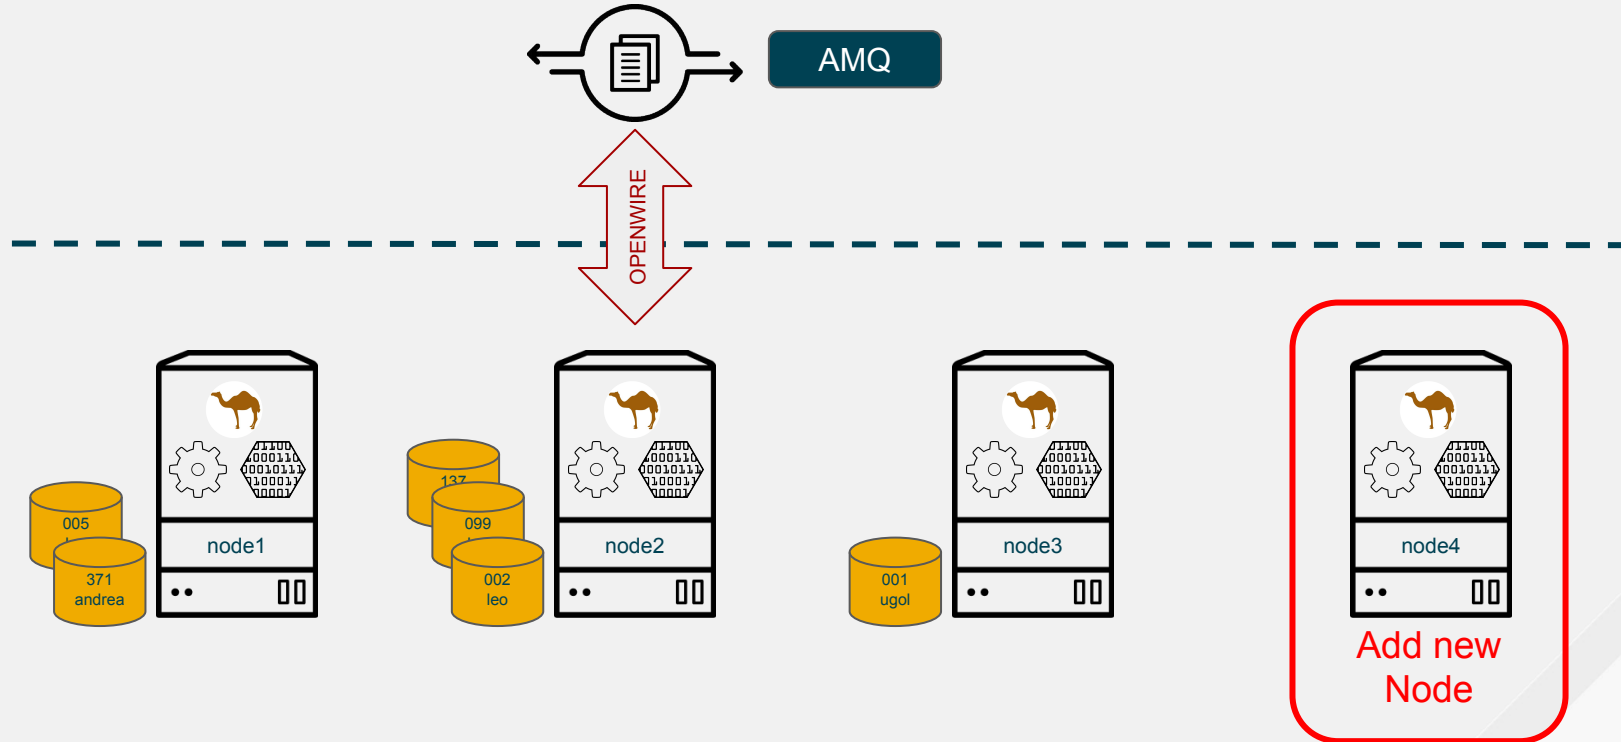 AMQ
OPENWIRE
137
005
099
371
andrea
002
leo
001
ugol
node1
node2
node3
node4
Add new
Node